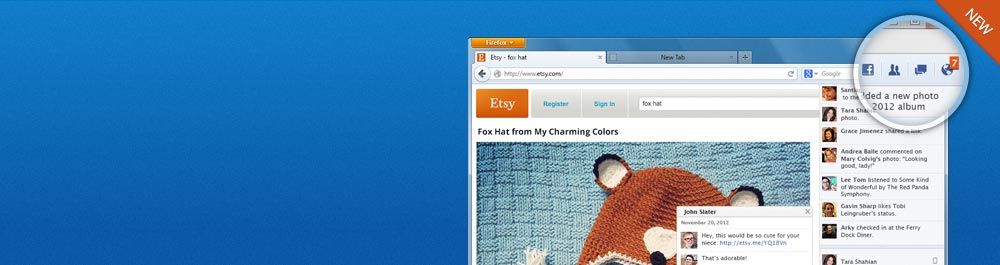 NEW
Firefox
Etsy - fox hat
New Tab
http://www.etsy.com/
Google
7
Etsy
Register
Sign In
fox hat
ded a new photo
2012 album
to the
Tara
photo.
Grace Jimenez shared a link.
Fox Hat from My Charming Colors
Andrea Balle commented on
Mary Colvig's photo: "Looking
good, lady!"
Lee Tom listened to Some Kind
of Wonderful by The Red Panda
Symphony.
Gavin Sharp likes Tobi
Leingruber's status.
Arky checked in at the Ferry
Dock Diner.
John Slater
November 20, 2012
Hey, this would be so cute for your
niece: http://etsy.me/YQ18Vn
That's adorable!
Tara Shahian